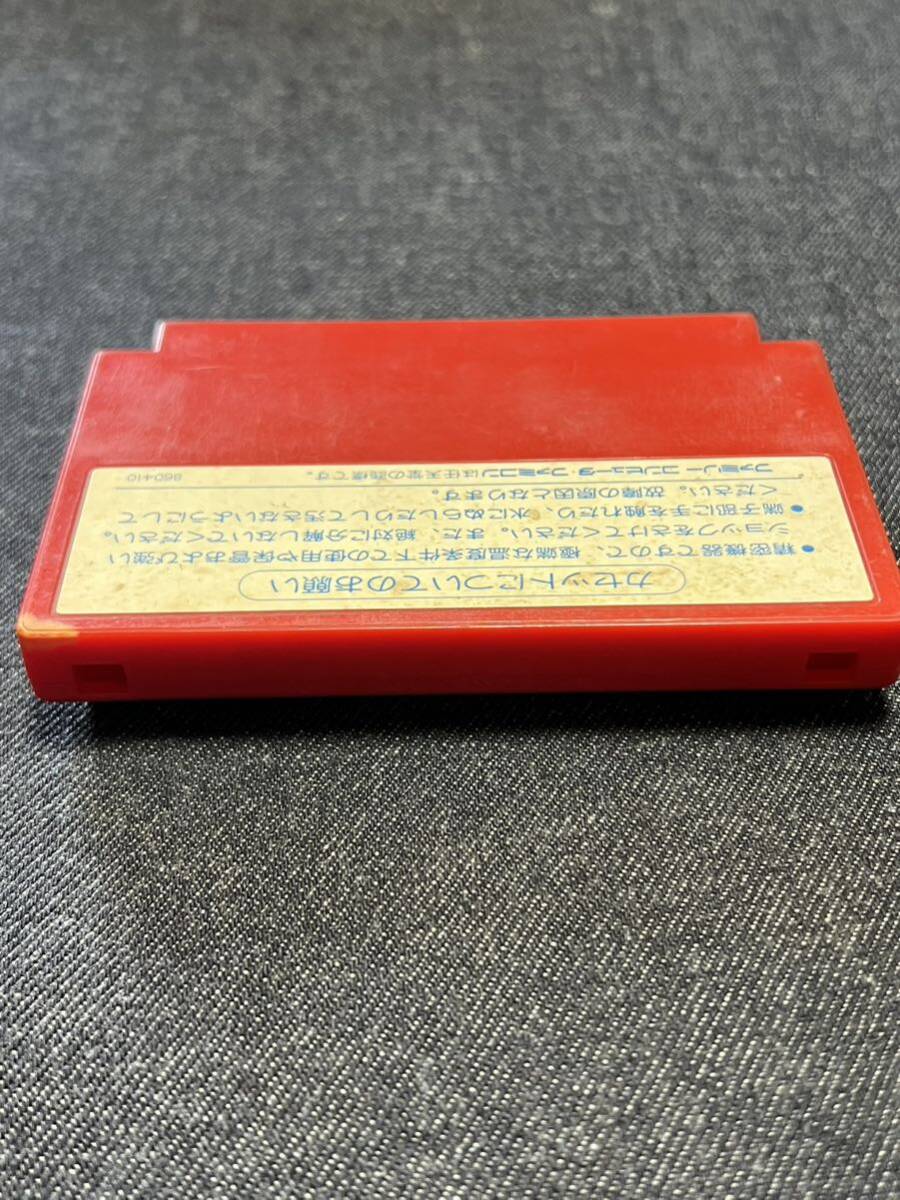 カセットについてのお願い
●精密機器ですので、極端な温度条件下での使用や保管および強い
ショックをさけてください。また、絶対に分解しないでください。
●端子部に手を触れたり、水にぬらしたりして汚さないようにして
ください。故障の原因となります。
ファミリーコンピュータ・ファミコンは任天堂の商標です。